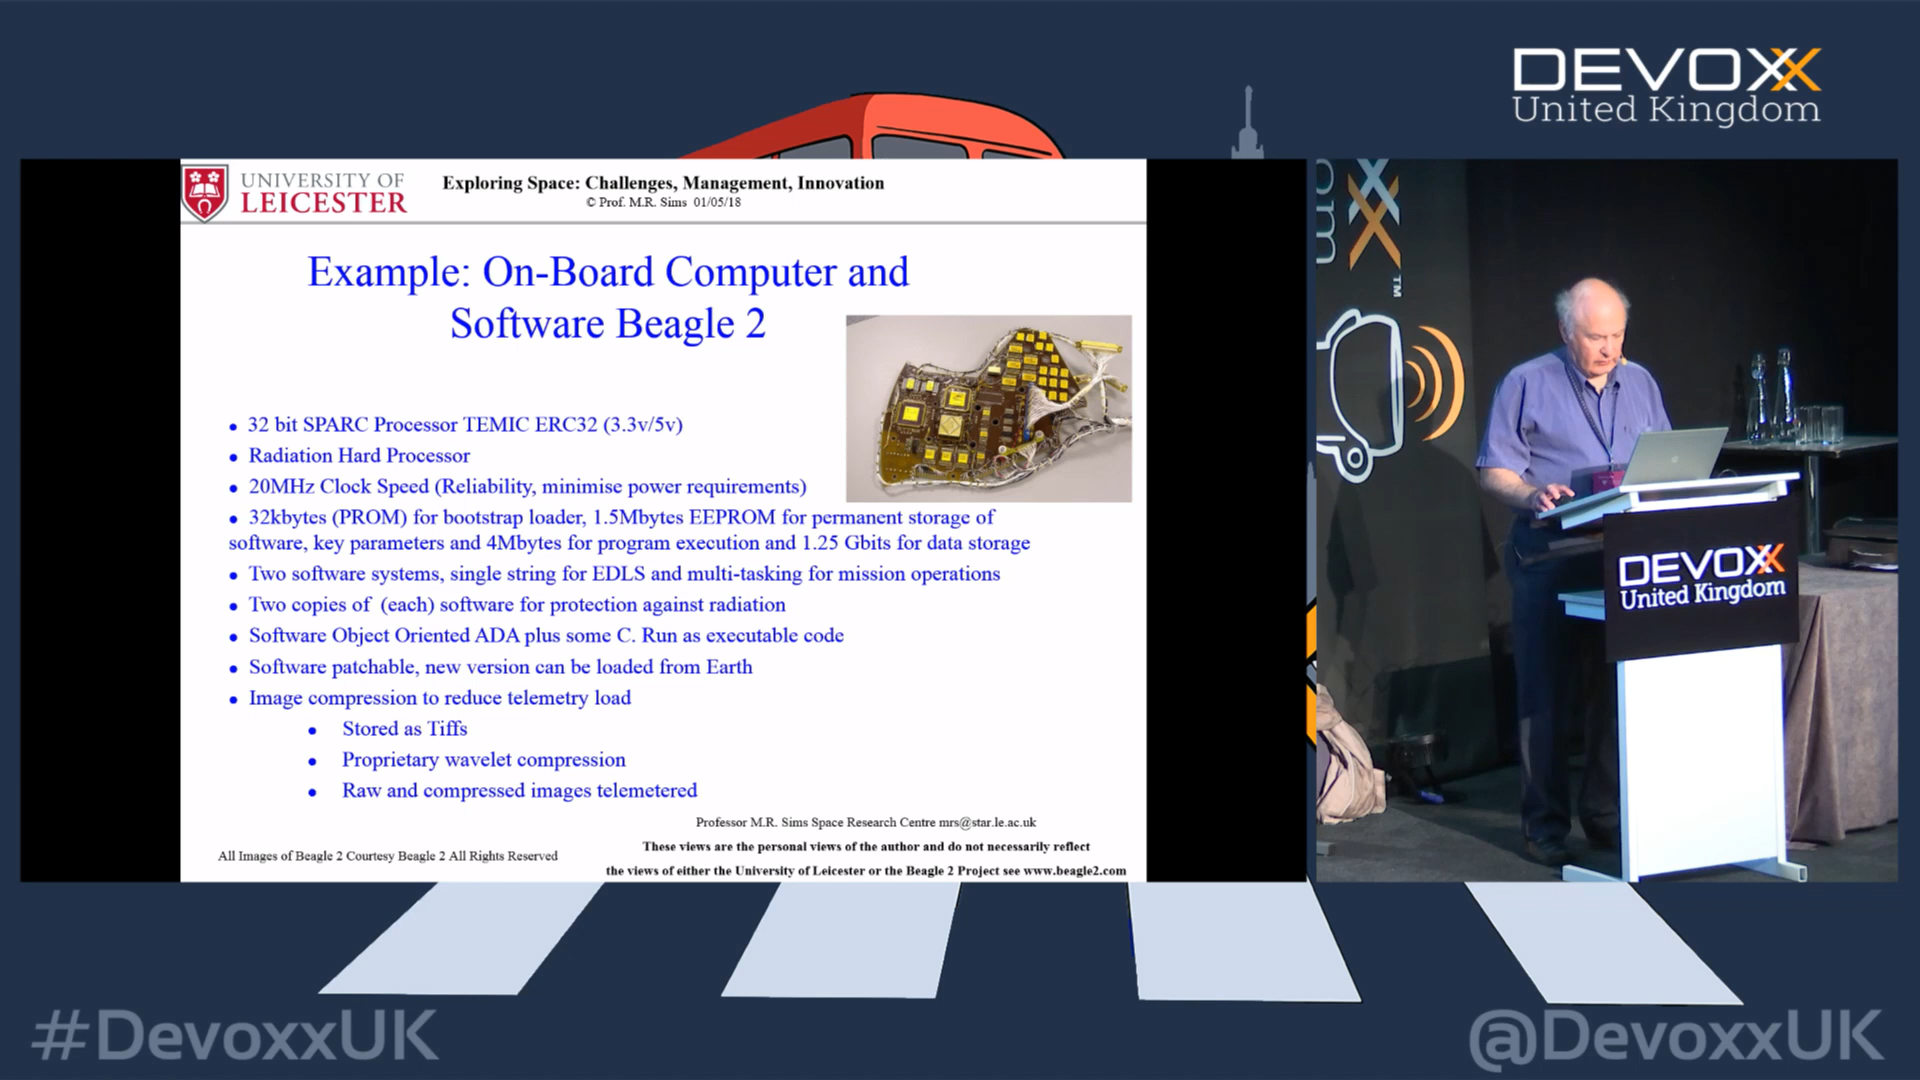 DEVOXX
United Kingdom
UNIVERSITY OF
LEICESTER
Exploring Space: Challenges, Management, Innovation
© Prof. M.R. Sims 01/05/18
Example: On-Board Computer and
Software Beagle 2
• 32 bit SPARC Processor TEMIC ERC32 (3.3v/5v)
• Radiation Hard Processor
• 20MHz Clock Speed (Reliability, minimise power requirements)
• 32kbytes (PROM) for bootstrap loader, 1.5Mbytes EEPROM for permanent storage of
software, key parameters and 4Mbytes for program execution and 1.25 Gbits for data storage
• Two software systems, single string for EDLS and multi-tasking for mission operations
• Two copies of (each) software for protection against radiation
• Software Object Oriented ADA plus some C. Run as executable code
• Software patchable, new version can be loaded from Earth
• Image compression to reduce telemetry load
• Stored as Tiffs
• Proprietary wavelet compression
• Raw and compressed images telemetered
Professor M.R. Sims Space Research Centre mrs@star.le.ac.uk
All Images of Beagle 2 Courtesy Beagle 2 All Rights Reserved
These views are the personal views of the author and do not necessarily reflect
the views of either the University of Leicester or the Beagle 2 Project see www.beagle2.com
TM
DEVOXX
United Kingdom
#DevoxxUK
@DevoxxUK